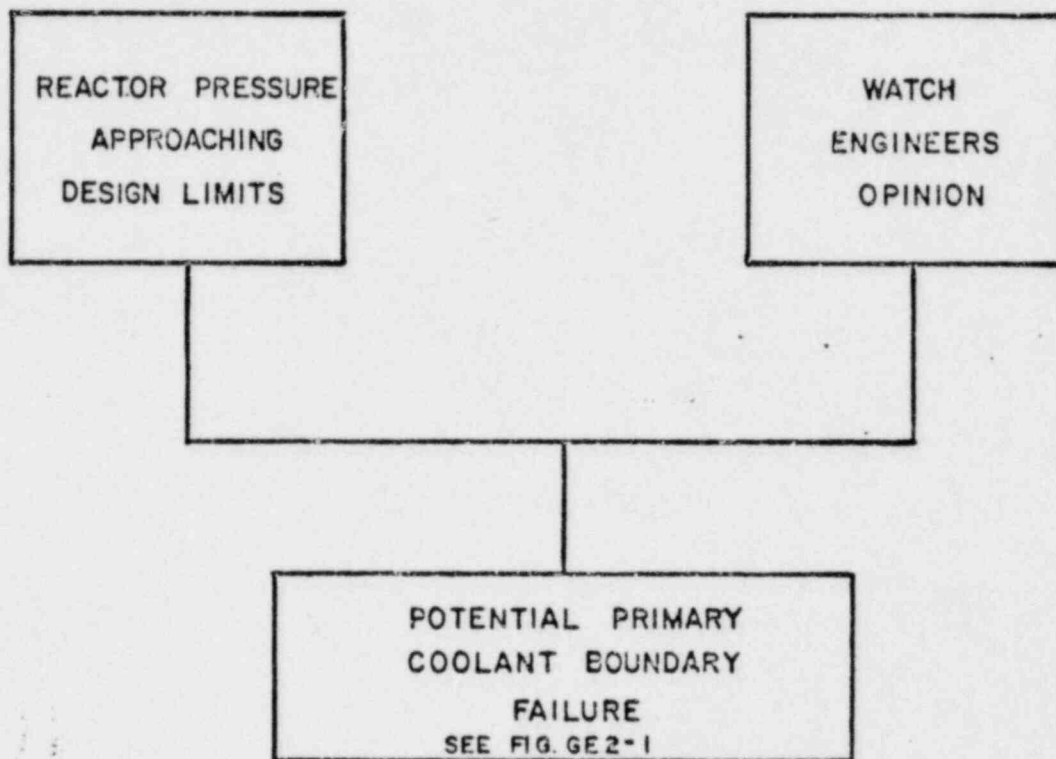 REACTOR PRESSURE
APPROACHING
DESIGN LIMITS
WATCH
ENGINEERS
OPINION
POTENTIAL PRIMARY
COOLANT BOUNDARY
FAILURE
SEE FIG. GE2-1